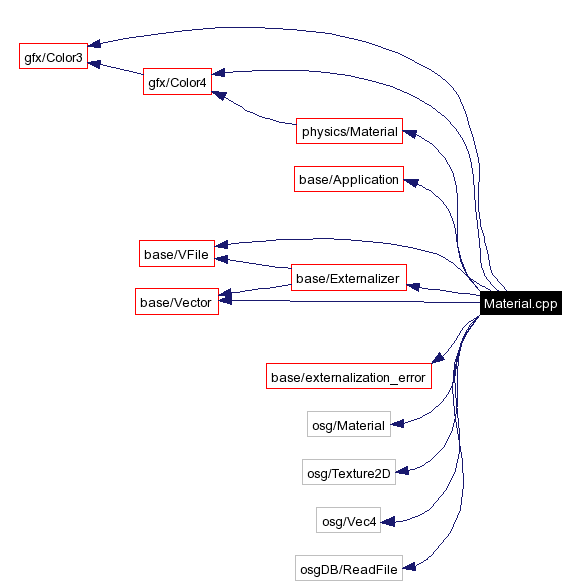 gfx/Color3
gfx/Color4
physics/Material
base/Application
base/VFile
base/Externalizer
base/Vector
Material.cpp
base/externalization_error
osg/Material
osg/Texture2D
osg/Vec4
osgDB/ReadFile